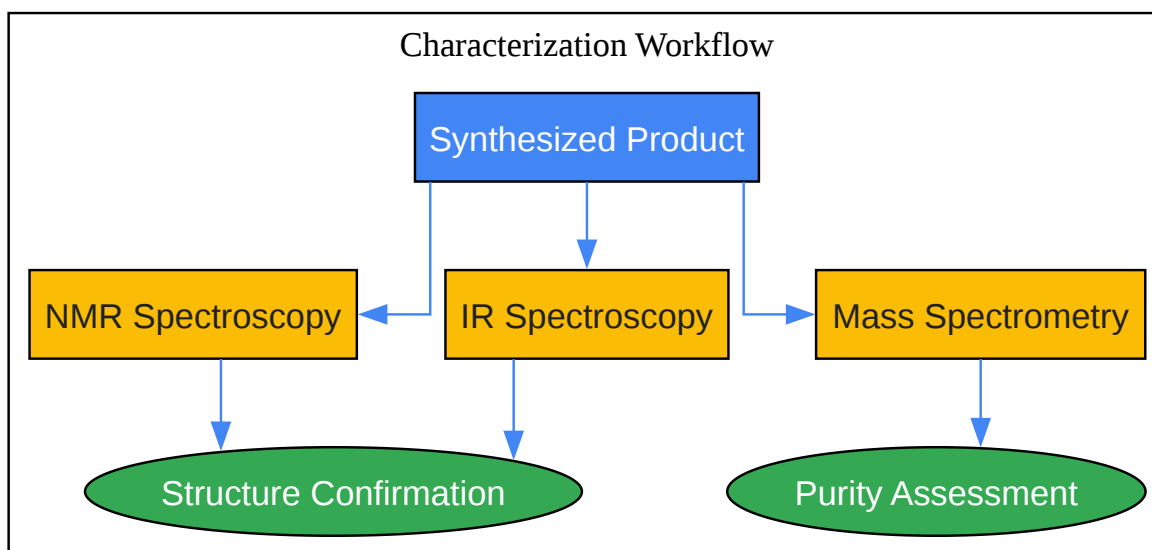 Characterization Workflow
Synthesized Product
NMR Spectroscopy
IR Spectroscopy
Mass Spectrometry
Structure Confirmation
Purity Assessment